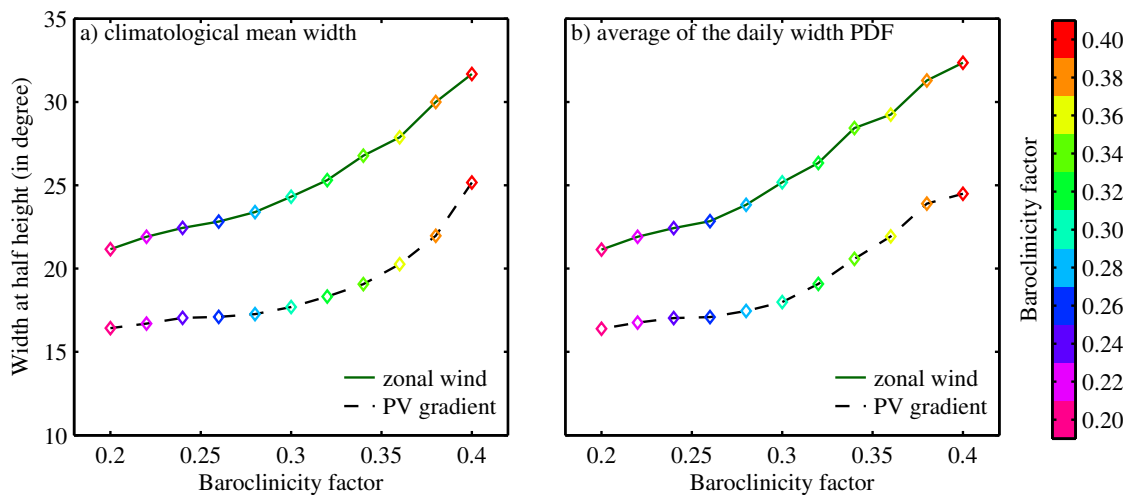 a) climatological mean width
b) average of the daily width PDF
Width at half height (in degree)
35
30
25
20
15
10
zonal wind
PV gradient
zonal wind
PV gradient
0.2
0.25
0.3
0.35
0.4
Baroclinicity factor
0.2
0.25
0.3
0.35
0.4
Baroclinicity factor
Baroclinicity factor
0.40
0.38
0.36
0.34
0.32
0.30
0.28
0.26
0.24
0.22
0.20